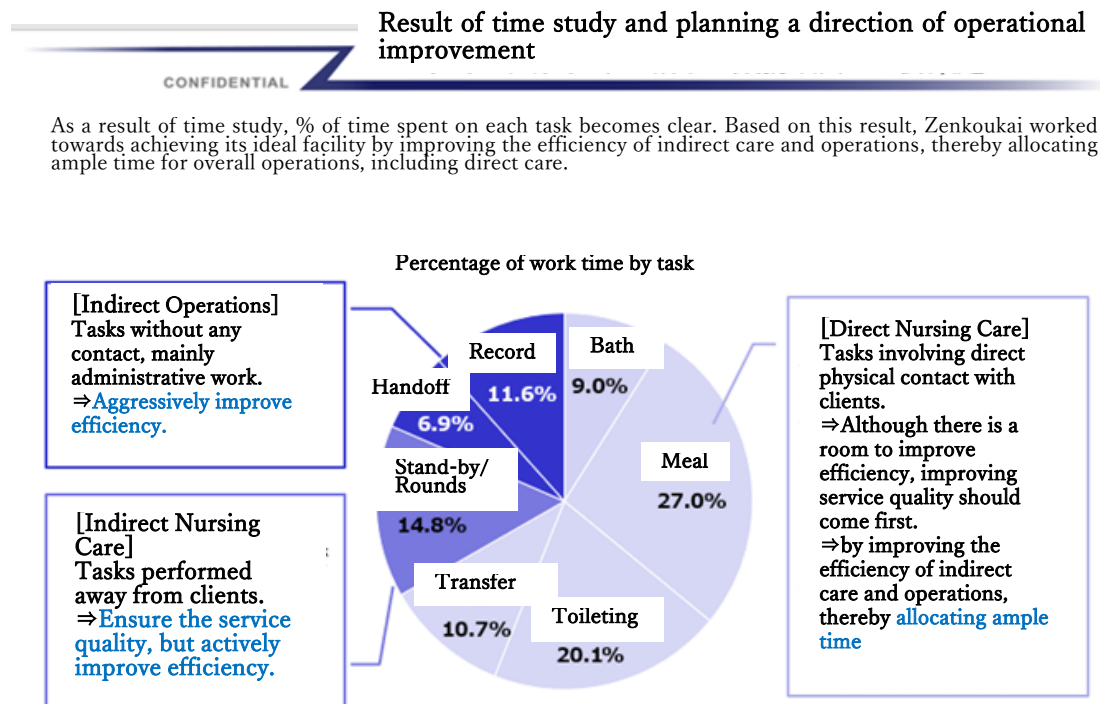 Result of time study and planning a direction of operational
improvement
CONFIDENTIAL
As a result of time study, % of time spent on each task becomes clear. Based on this result, Zenkoukai worked
towards achieving its ideal facility by improving the efficiency of indirect care and operations, thereby allocating
ample time for overall operations, including direct care.
Percentage of work time by task
[Indirect Operations]
Tasks without any
contact, mainly
administrative work.
⇒Aggressively improve
efficiency.
[Indirect Nursing
Care]
Tasks performed
away from clients.
⇒Ensure the service
quality, but actively
improve efficiency.
Record
11.6%
Bath
9.0%
Handoff
6.9%
Meal
27.0%
Stand-by/
Rounds
14.8%
Transfer
10.7%
Toileting
20.1%
[Direct Nursing Care]
Tasks involving direct
physical contact with
clients.
⇒Although there is a
room to improve
efficiency, improving
service quality should
come first.
⇒by improving the
efficiency of indirect
care and operations,
thereby allocating ample
time